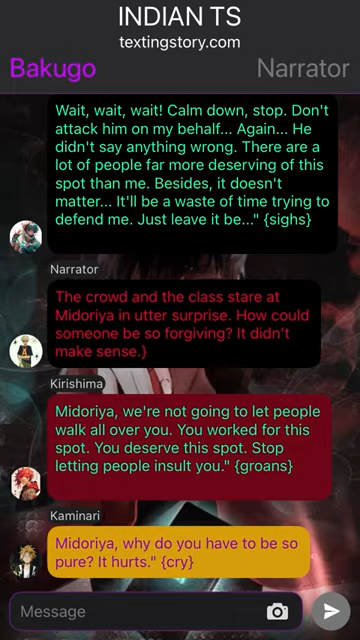 INDIAN TS
textingstory.com
Bakugo
Narrator
Wait, wait, wait! Calm down, stop. Don't
attack him on my behalf... Again... He
didn't say anything wrong. There are a
lot of people far more deserving of this
spot than me. Besides, it doesn't
matter... It'll be a waste of time trying to
defend me. Just leave it be..." {sighs}
Narrator
The crowd and the class stare at
Midoriya in utter surprise. How could
someone be so forgiving? It didn't
make sense.}
Kirishima
Midoriya, we're not going to let people
walk all over you. You worked for this
spot. You deserve this spot. Stop
letting people insult you." {groans}
Kaminari
Midoriya, why do you have to be so
pure? It hurts." {cry}
Message